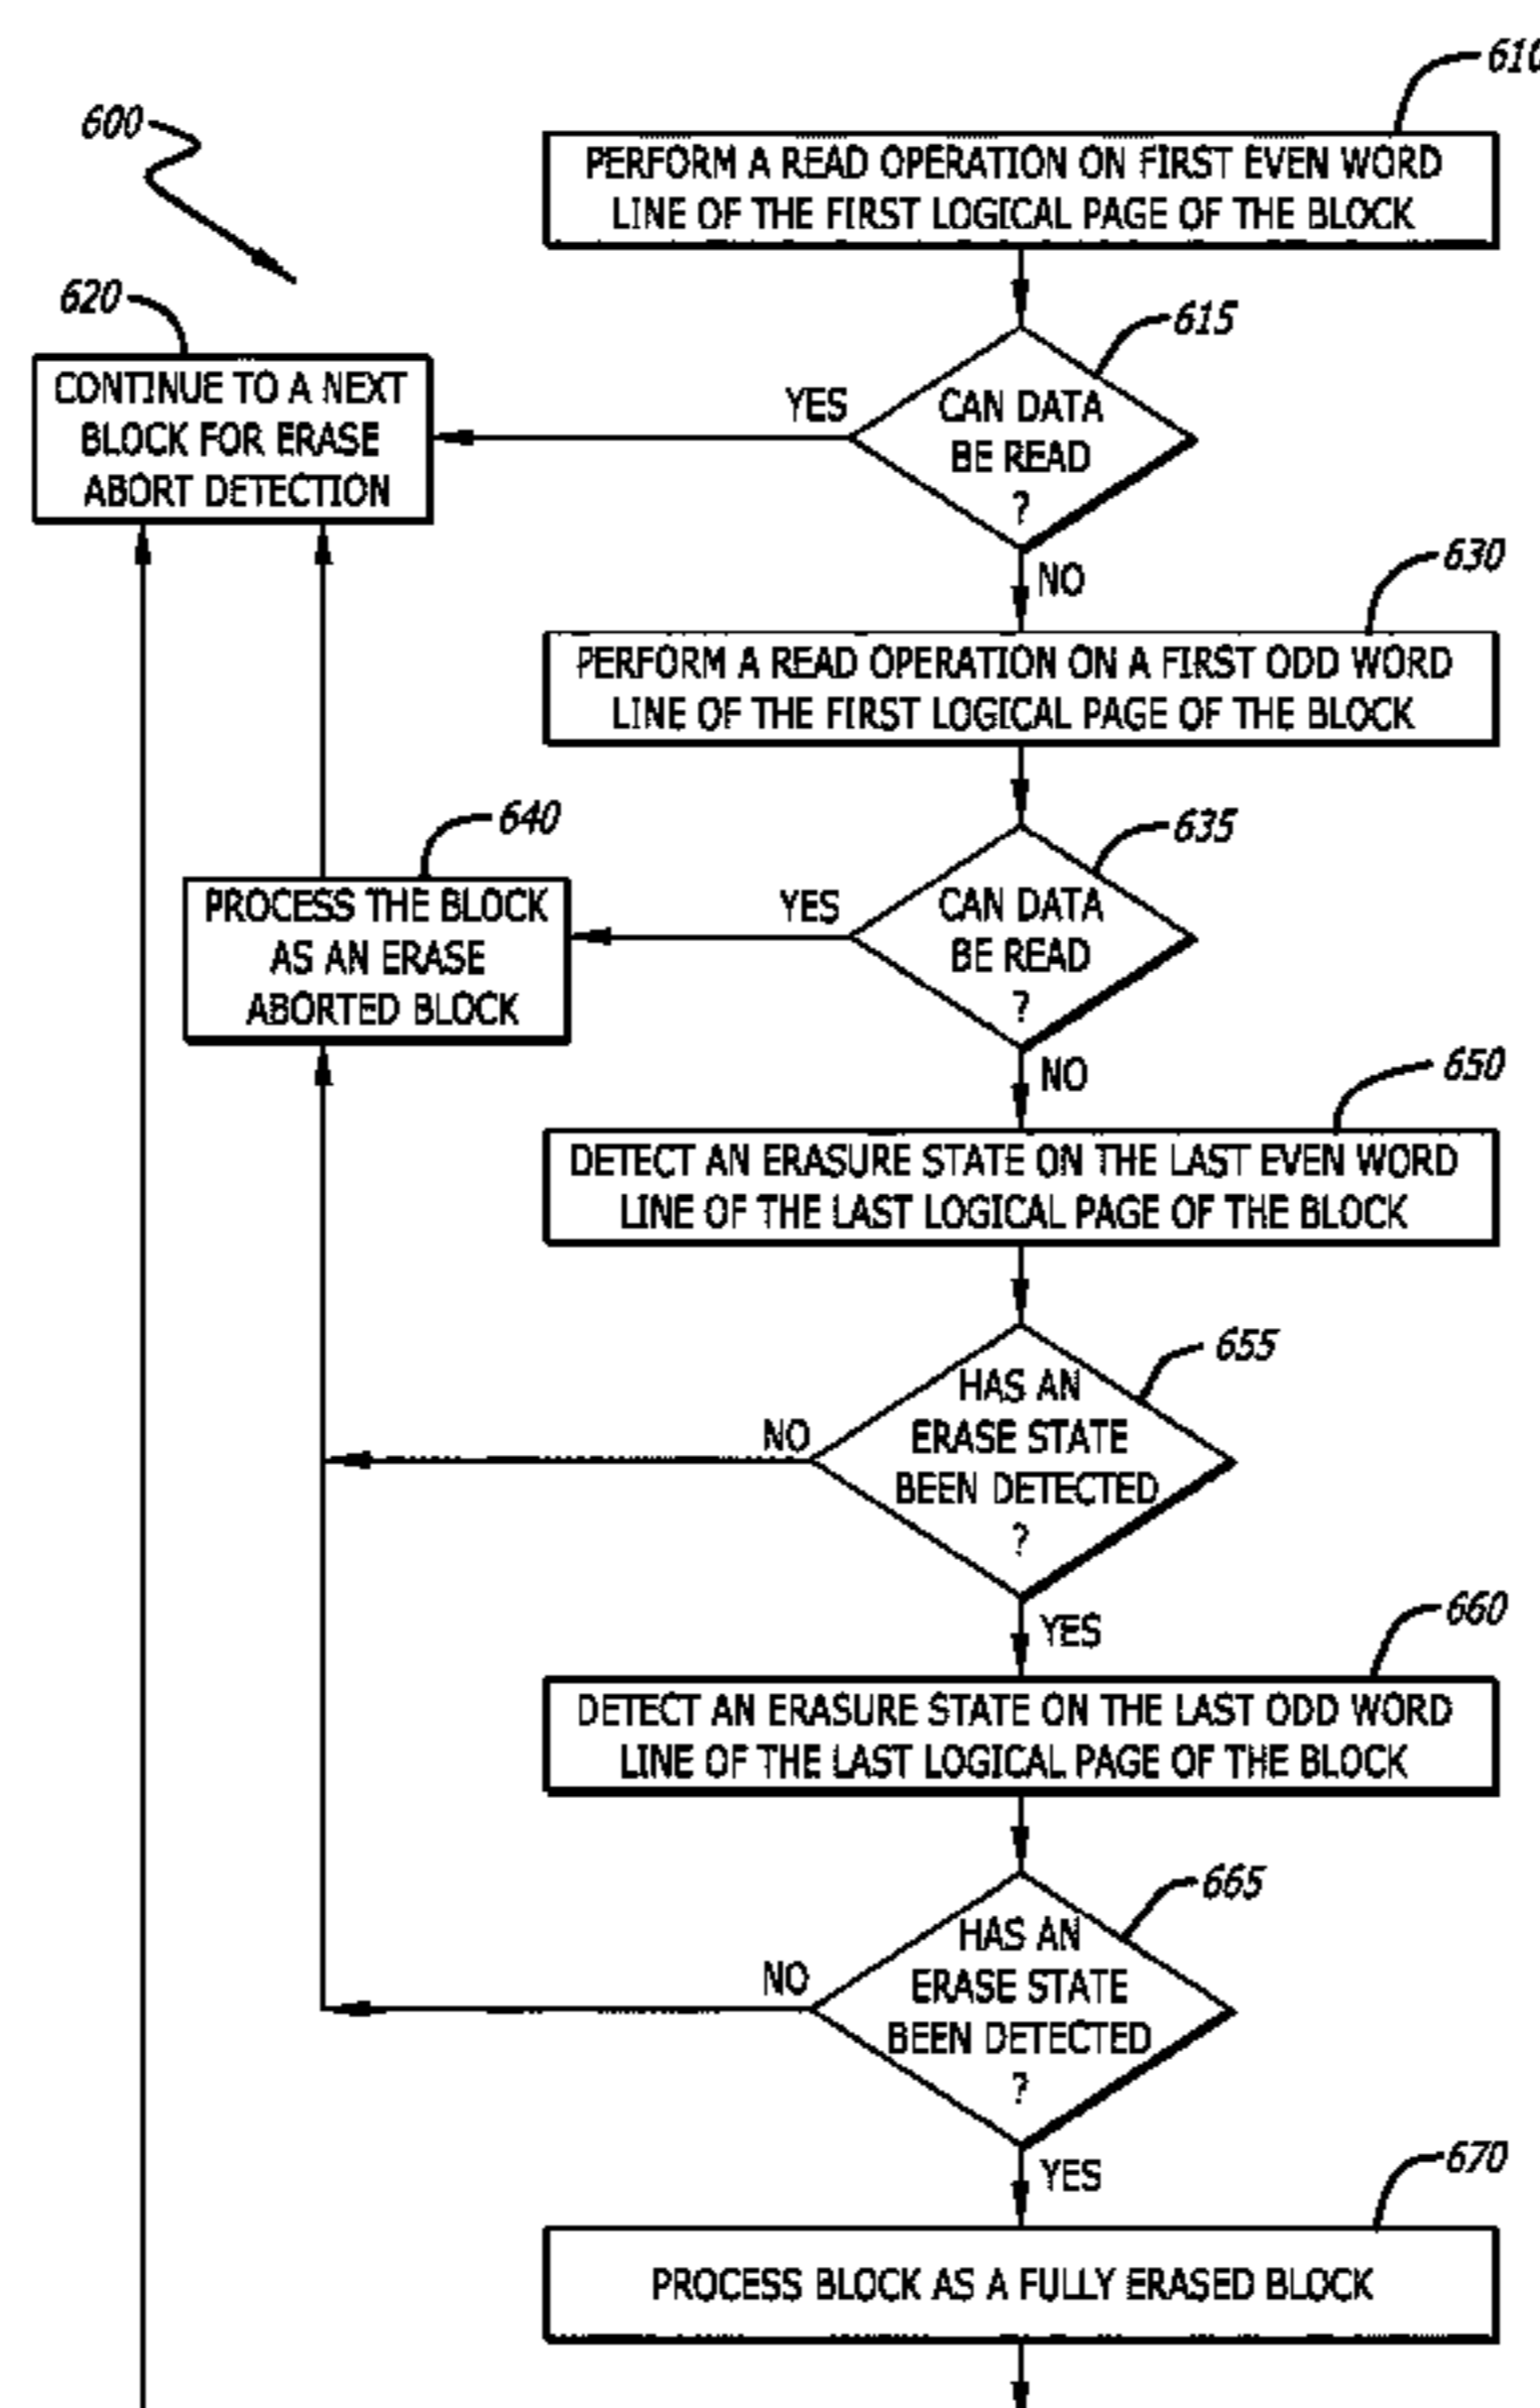 610
600
PERFORM A READ OPERATION ON FIRST EVEN WORD
LINE OF THE FIRST LOGICAL PAGE OF THE BLOCK
620
615
CONTINUE TO A NEXT
BLOCK FOR ERASE
ABORT DETECTION
YES
CAN DATA
BE READ
?
NO
630
PERFORM A READ OPERATION ON A FIRST ODD WORD
LINE OF THE FIRST LOGICAL PAGE OF THE BLOCK
640
635
PROCESS THE BLOCK
AS AN ERASE
ABORTED BLOCK
YES
CAN DATA
BE READ
?
NO
650
DETECT AN ERASURE STATE ON THE LAST EVEN WORD
LINE OF THE LAST LOGICAL PAGE OF THE BLOCK
655
NO
HAS AN
ERASE STATE
BEEN DETECTED
?
YES
660
DETECT AN ERASURE STATE ON THE LAST ODD WORD
LINE OF THE LAST LOGICAL PAGE OF THE BLOCK
665
NO
HAS AN
ERASE STATE
BEEN DETECTED
?
YES
670
PROCESS BLOCK AS A FULLY ERASED BLOCK